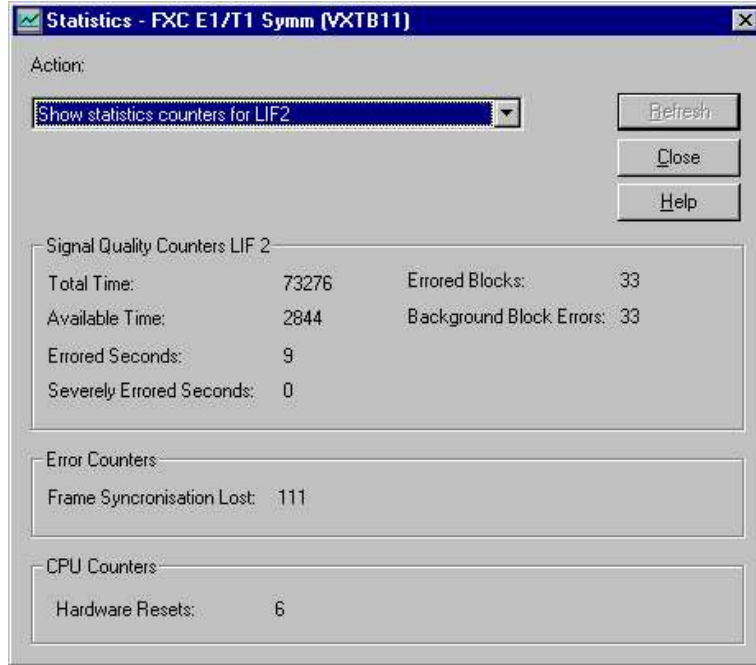 Statistics - FXC E1/T1 Symm (VXTB11)
Action:
Show statistics counters for LIF2
Refresh
Close
Help
Signal Quality Counters LIF 2
Total Time: 73276 Errored Blocks: 33
Available Time: 2844 Background Block Errors: 33
Errored Seconds: 9
Severely Errored Seconds: 0
Error Counters
Frame Syncronisation Lost: 111
CPU Counters
Hardware Resets: 6